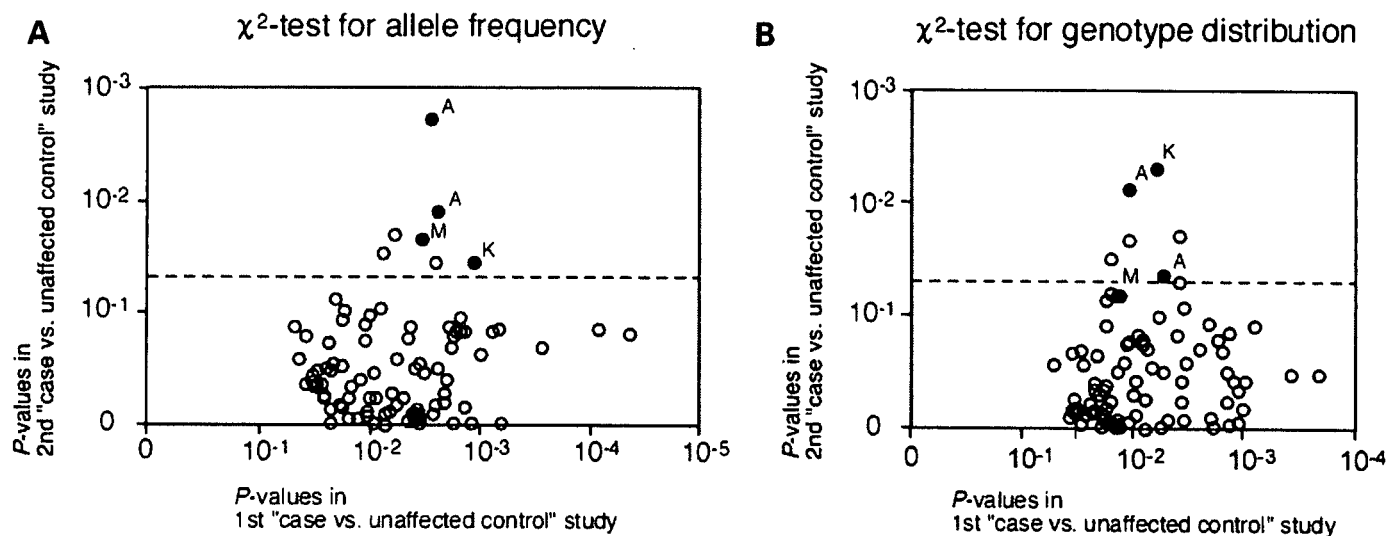 A
χ2-test for allele frequency
P-values in
2nd "case vs. unaffected control" study
10-3
10-2
10-1
0
A
A
M
K
0
10-1
10-2
10-3
10-4
10-5
P-values in
1st "case vs. unaffected control" study
B
χ2-test for genotype distribution
P-values in
2nd "case vs. unaffected control" study
10-3
10-2
10-1
0
K
A
A
M
0
10-1
10-2
10-3
10-4
P-values in
1st "case vs. unaffected control" study